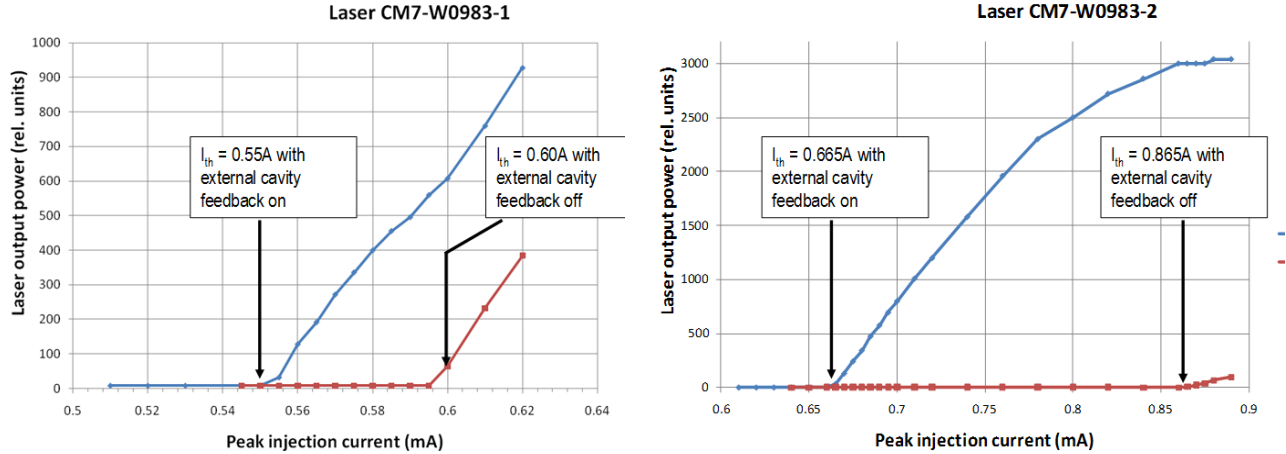 Laser CM7-W0983-1
Laser output power (rel. units)
1000
900
800
700
600
500
400
300
200
100
0
I_th = 0.55A with
external cavity
feedback on
I_th = 0.60A with
external cavity
feedback off
0.5
0.52
0.54
0.56
0.58
0.6
0.62
0.64
Peak injection current (mA)
Laser CM7-W0983-2
Laser output power (rel. units)
3000
2500
2000
1500
1000
500
0
I_th = 0.665A with
external cavity
feedback on
I_th = 0.865A with
external cavity
feedback off
0.6
0.65
0.7
0.75
0.8
0.85
0.9
Peak injection current (mA)